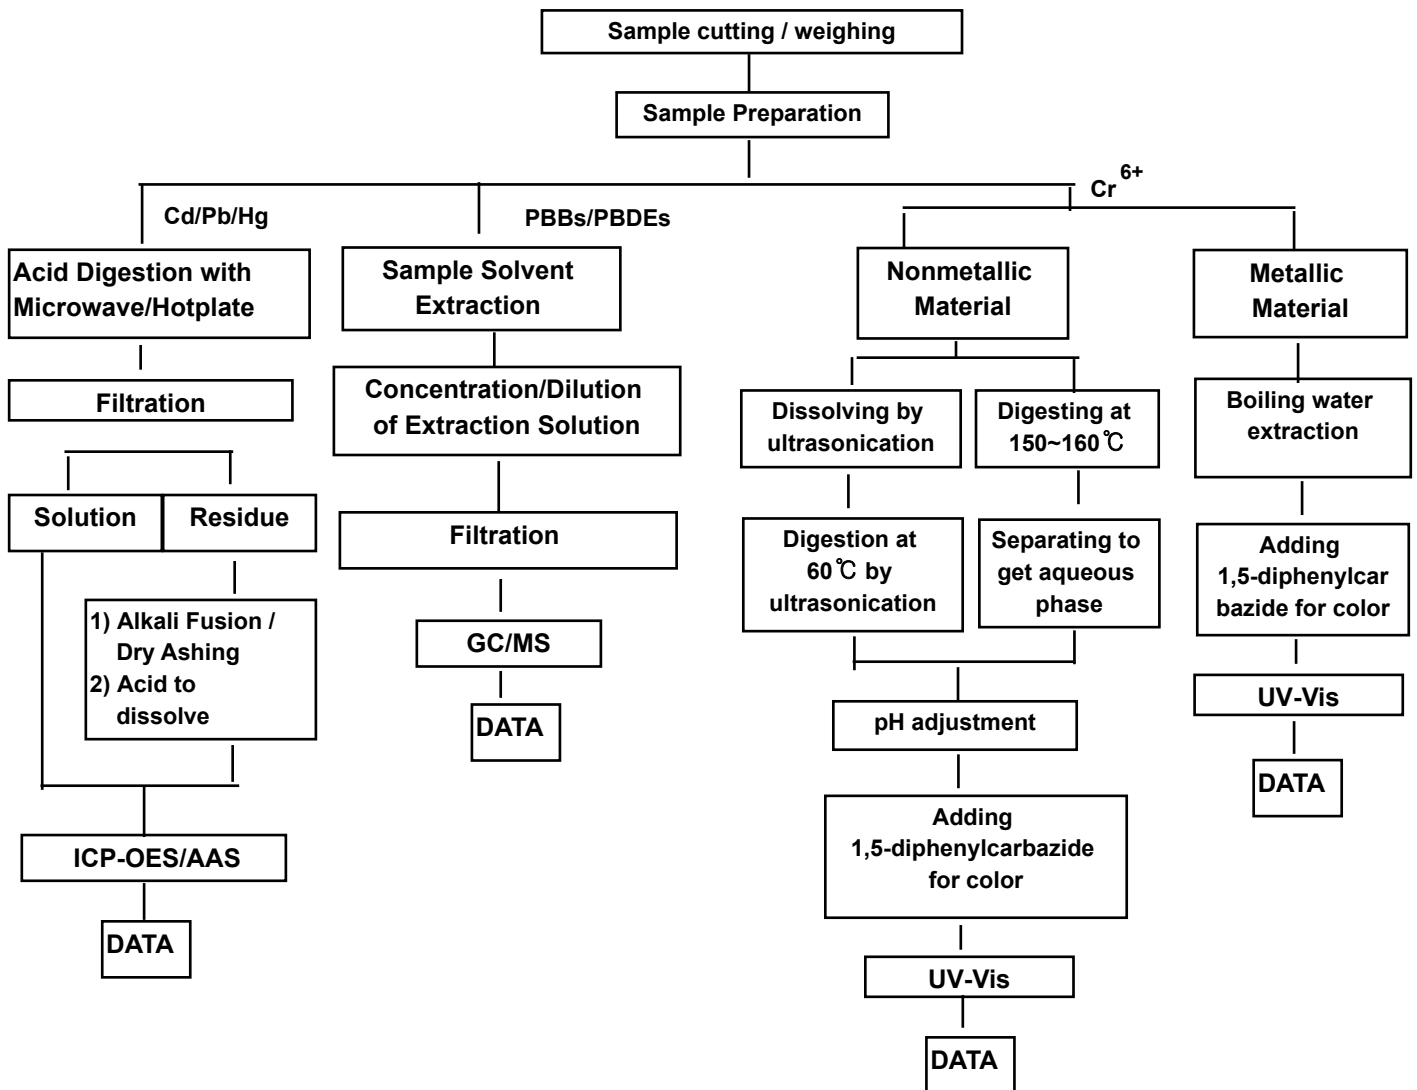 Sample cutting / weighing
Sample Preparation
Cd/Pb/Hg
PBBs/PBDEs
Cr 6+
Acid Digestion with
Microwave/Hotplate
Filtration
Solution
Residue
1) Alkali Fusion /
Dry Ashing
2) Acid to
dissolve
ICP-OES/AAS
DATA
Sample Solvent
Extraction
Concentration/Dilution
of Extraction Solution
Filtration
GC/MS
DATA
Nonmetallic
Material
Dissolving by
ultrasonication
Digestion at
60℃ by
ultrasonication
Digesting at
150~160℃
Separating to
get aqueous
phase
pH adjustment
Adding
1,5-diphenylcarbazide
for color
UV-Vis
DATA
Metallic
Material
Boiling water
extraction
Adding
1,5-diphenylcar
bazide for color
UV-Vis
DATA